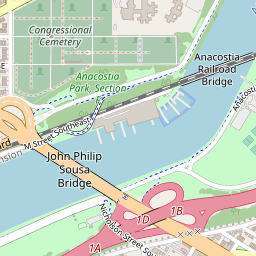 Congressional
Cemetery
Anacostia
Park, Section
Anacostia
Railroad
Bridge
M Street Southeast
John Philip
Sousa
Bridge
Nicholson Street
1D
1B
1A